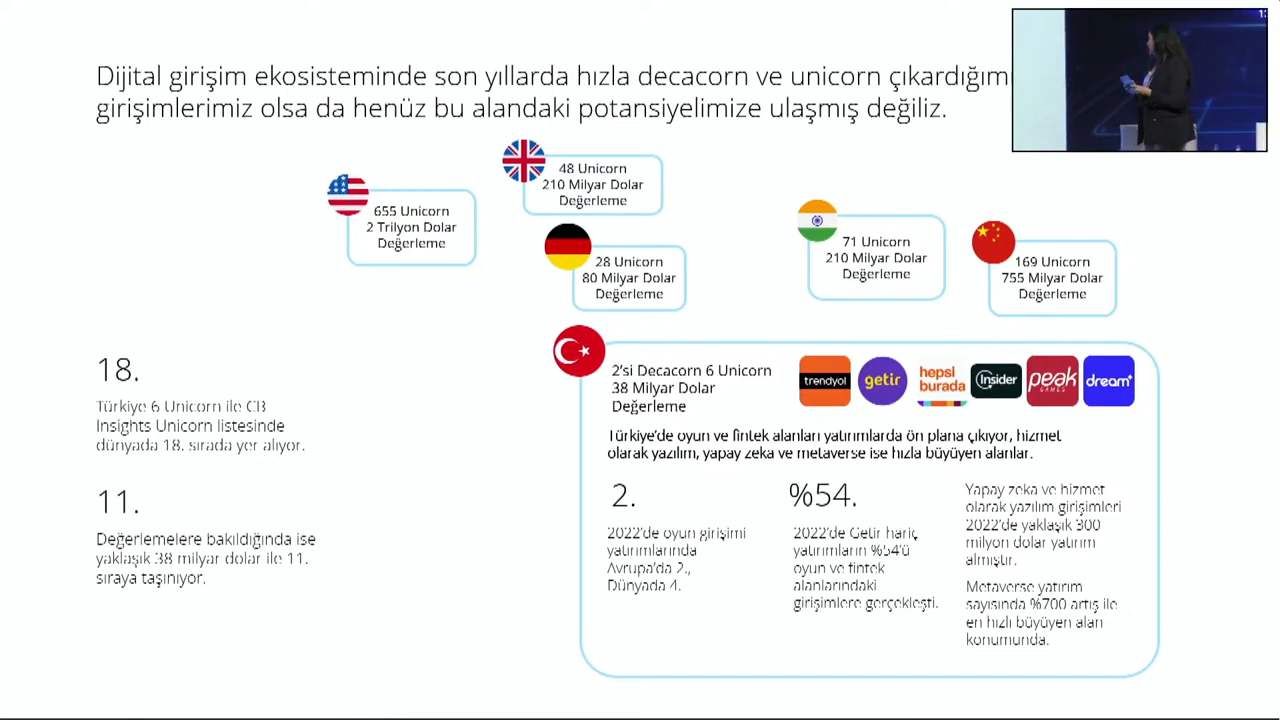 Dijital girişim ekosisteminde son yıllarda hızla decacorn ve unicorn çıkardığım
girişimlerimiz olsa da henüz bu alandaki potansiyelimize ulaşmış değiliz.
655 Unicorn
2 Trilyon Dolar
Değerleme
48 Unicorn
210 Milyar Dolar
Değerleme
28 Unicorn
80 Milyar Dolar
Değerleme
71 Unicorn
210 Milyar Dolar
Değerleme
169 Unicorn
755 Milyar Dolar
Değerleme
18.
Türkiye 6 Unicorn ile CB
Insights Unicorn listesinde
dünyada 18. sırada yer alıyor.
11.
Değerlemelere bakıldığında ise
yaklaşık 38 milyar dolar ile 11.
sıraya taşınıyor.
2'si Decacorn 6 Unicorn
38 Milyar Dolar
Değerleme
trendyol
getir
hepsi
burada
insider
peak
GAMES
dream+
Türkiye'de oyun ve fintek alanları yatırımlarda ön plana çıkıyor, hizmet
olarak yazılım, yapay zeka ve metaverse ise hızla büyüyen alanlar.
2.
2022'de oyun girişimi
yatırımlarında
Avrupa'da 2.,
Dünyada 4.
%54.
2022'de Getir hariç
yatırımların %54'ü
oyun ve fintek
alanlarındaki
girişimlere gerçekleşti.
Yapay zeka ve hizmet
olarak yazılım girişimleri
2022'de yaklaşık 300
milyon dolar yatırım
almıştır.
Metaverse yatırım
sayısında %700 artış ile
en hızlı büyüyen alan
konumunda.